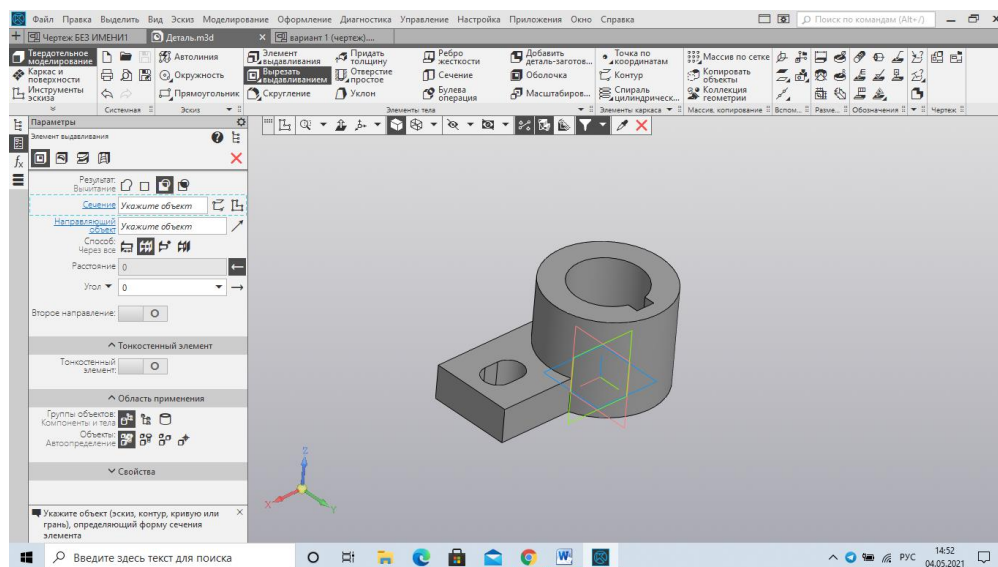 Файл Правка Выделить Вид Эскиз Моделирование Оформление Диагностика Управление Настройка Приложения Окно Справка
Поиск по командам (Alt+/)
Чертеж БЕЗ ИМЕНИ1
Деталь.m3d
вариант 1 (чертеж)....
Твердотельное моделирование
Каркас и поверхности
Инструменты эскиза
Автолиния
Окружность
Прямоугольник
Элемент выдавливания
Вырезать выдавливанием
Скругление
Придать толщину
Отверстие простое
Уклон
Ребро жесткости
Сечение
Булева операция
Добавить деталь-заготов...
Оболочка
Масштабиров...
Точка по координатам
Контур
Спираль цилиндрическ...
Массив по сетке
Копировать объекты
Коллекция геометрии
Системная
Эскиз
Элементы тела
Элементы каркаса
Массив, копирование
Вспом...
Разме...
Обозначения
Чертеж
Параметры
Элемент выдавливания
Результат:
Вычитание
Сечение
Укажите объект
Направляющий объект
Укажите объект
Способ:
Через все
Расстояние
0
Угол
0
Второе направление:
Тонкостенный элемент
Тонкостенный элемент:
Область применения
Группы объектов:
Компоненты и тела
Объекты:
Автоопределение
Свойства
Укажите объект (эскиз, контур, кривую или
грань), определяющий форму сечения
элемента
Z
X
Y
Введите здесь текст для поиска
РУС
14:52
04.05.2021